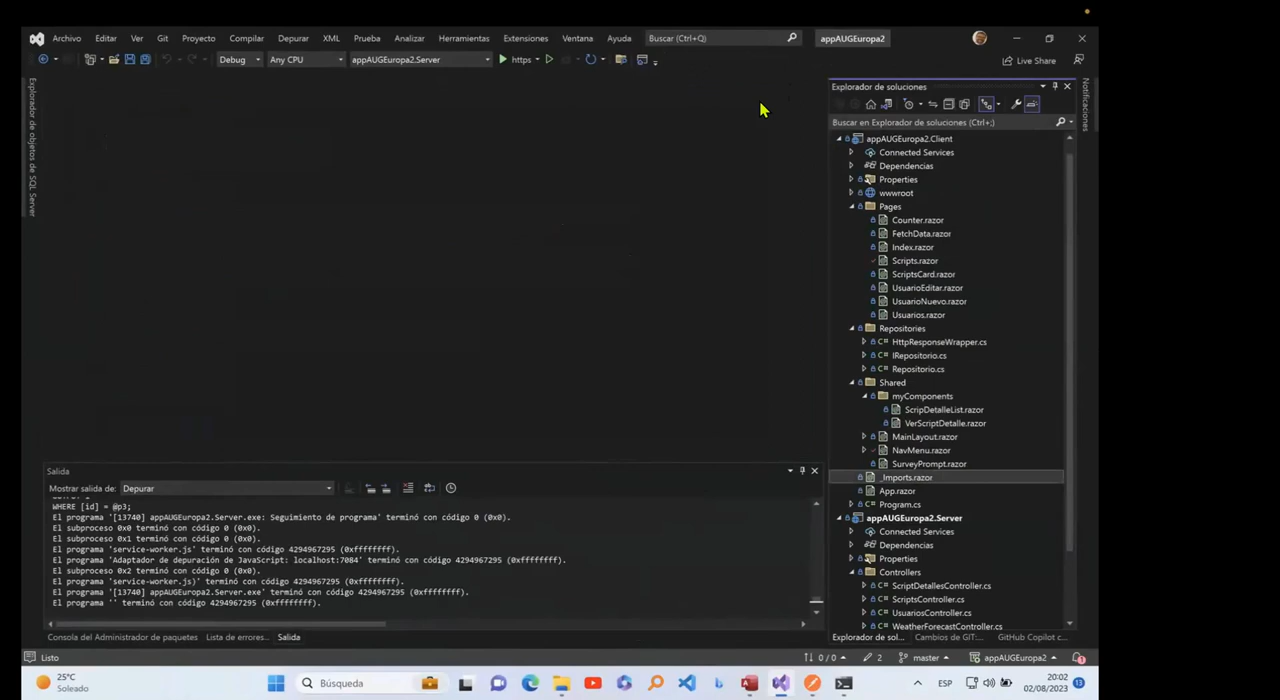 Archivo Editar Ver Git Proyecto Compilar Depurar XML Prueba Analizar Herramientas Extensiones Ventana Ayuda Buscar (Ctrl+Q) appAUGEuropa2
Debug Any CPU appAUGEuropa2.Server https Live Share
Explorador de objetos de SQL Server
Explorador de soluciones
Notificaciones
Buscar en Explorador de soluciones (Ctrl+;)
appAUGEuropa2.Client
Connected Services
Dependencias
Properties
wwwroot
Pages
Counter.razor
FetchData.razor
Index.razor
Scripts.razor
ScriptsCard.razor
UsuarioEditar.razor
UsuarioNuevo.razor
Usuarios.razor
Repositories
HttpResponseWrapper.cs
IRepositorio.cs
Repositorio.cs
Shared
myComponents
ScripDetalleList.razor
VerScriptDetalle.razor
MainLayout.razor
NavMenu.razor
SurveyPrompt.razor
_Imports.razor
App.razor
Program.cs
appAUGEuropa2.Server
Connected Services
Dependencias
Properties
Controllers
ScriptDetallesController.cs
ScriptsController.cs
UsuariosController.cs
WeatherForecastController.cs
Explorador de sol... Cambios de GIT:... GitHub Copilot c...
Salida
Mostrar salida de: Depurar
WHERE [id] = @p3;
El programa '[13740] appAUGEuropa2.Server.exe: Seguimiento de programa' terminó con código 0 (0x0).
El subproceso 0x0 terminó con código 0 (0x0).
El subproceso 0x1 terminó con código 0 (0x0).
El programa 'service-worker.js' terminó con código 4294967295 (0xffffffff).
El programa 'Adaptador de depuración de JavaScript: localhost:7084' terminó con código 4294967295 (0xffffffff).
El subproceso 0x2 terminó con código 0 (0x0).
El programa 'service-worker.js)' terminó con código 4294967295 (0xffffffff).
El programa '[13740] appAUGEuropa2.Server.exe' terminó con código 4294967295 (0xffffffff).
El programa '' terminó con código 4294967295 (0xffffffff).
Consola del Administrador de paquetes Lista de errores... Salida
Listo 0 / 0 2 master appAUGEuropa2 1
25°C
Soleado
Búsqueda
ESP
20:02
02/08/2023
13